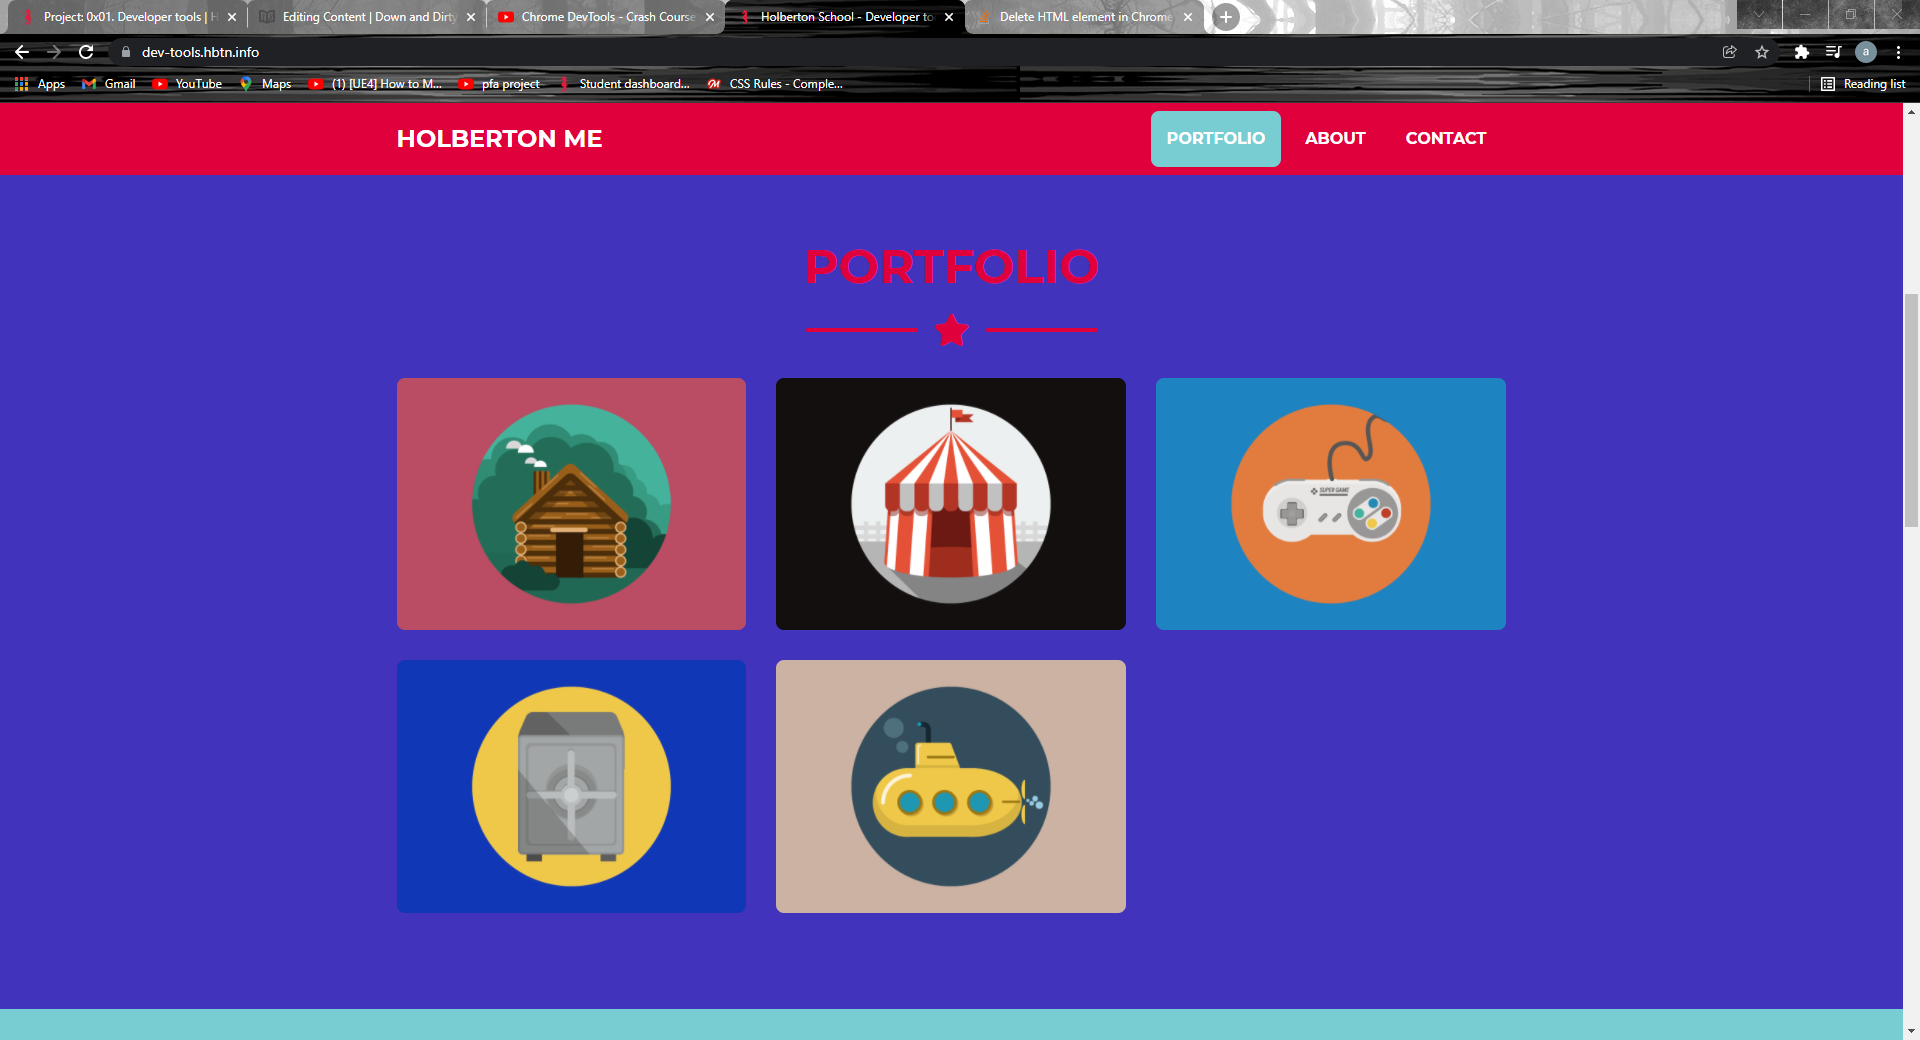 Project: 0x01. Developer tools | H
Editing Content | Down and Dirty
Chrome DevTools - Crash Course
Holberton School - Developer to
Delete HTML element in Chrome
dev-tools.hbtn.info
a
Apps
Gmail
YouTube
Maps
(1) [UE4] How to M...
pfa project
Student dashboard...
CSS Rules - Comple...
Reading list
HOLBERTON ME
PORTFOLIO
ABOUT
CONTACT
PORTFOLIO
SUPER GAME